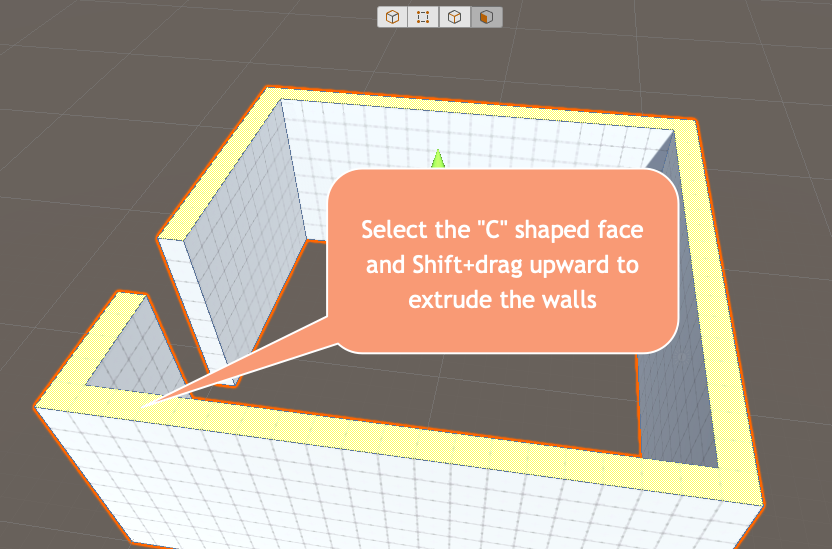 Select the "C" shaped face
and Shift+drag upward to
extrude the walls